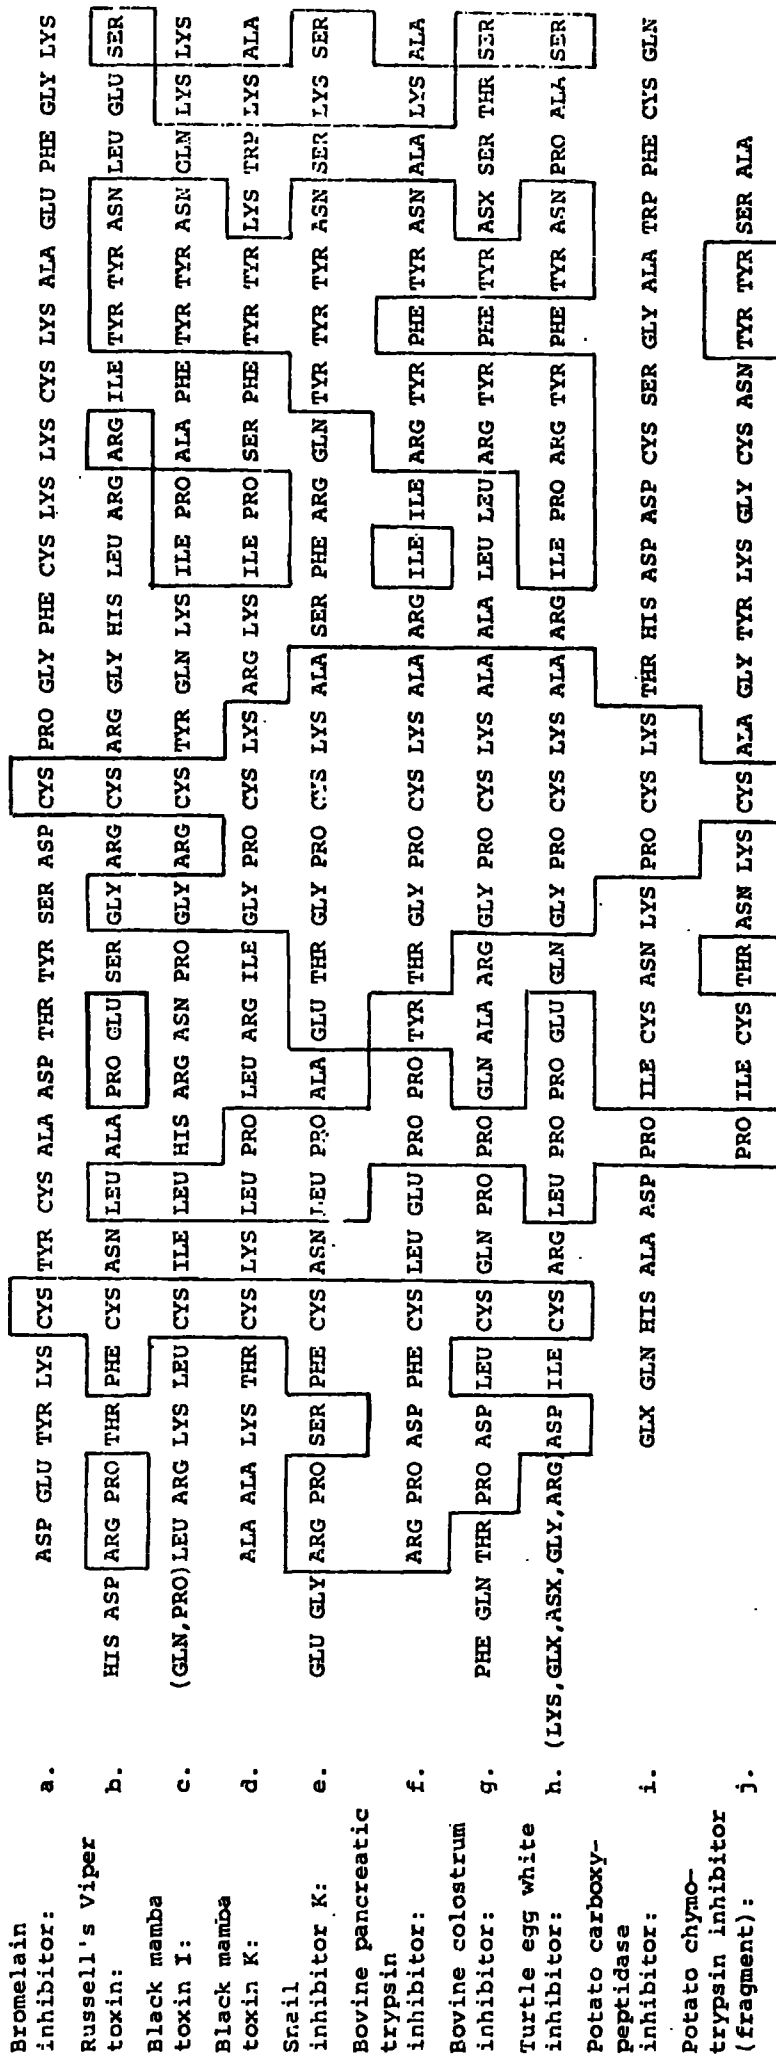 Bromelain
inhibitor: a. ASP GLU TYR LYS CYS TYR CYS ALA ASP THR TYR SER ASP CYS PRO GLY PHE CYS LYS LYS CYS LYS ALA GLU PHE GLY LYS
Russell's Viper
toxin: b. HIS ASP ARG PRO THR PHE CYS ASN LEU ALA PRO GLU SER GLY ARG CYS ARG GLY HIS LEU ARG ARG ILE TYR TYR ASN LEU GLU SER
Black mamba
toxin I: c. (GLN,PRO)LEU ARG LYS LEU CYS ILE LEU HIS ARG ASN PRO GLY ARG CYS TYR GLN LYS ILE PRO ALA PHE TYR TYR ASN GLN LYS LYS
Black mamba
toxin K: d. ALA ALA LYS THR CYS LYS LEU PRO LEU ARG ILE GLY PRO CYS LYS ARG LYS ILE PRO SER PHE TYR TYR LYS TRP LYS ALA
Snail
inhibitor K: e. GLU GLY ARG PRO SER PHE CYS ASN LEU PRO ALA GLU THR GLY PRO CYS LYS ALA SER PHE ARG GLN TYR TYR TYR ASN SER LYS SER
Bovine pancreatic
trypsin
inhibitor: f. ARG PRO ASP PHE CYS LEU GLU PRO PRO TYR THR GLY PRO CYS LYS ALA ARG ILE ILE ARG TYR PHE TYR ASN ALA LYS ALA
Bovine colostrum
inhibitor: g. PHE GLN THR PRO ASP LEU CYS GLN PRO PRO GLN ALA ARG GLY PRO CYS LYS ALA ALA LEU LEU ARG TYR PHE TYR ASX SER THR SER
Turtle egg white
inhibitor: h. (LYS,GLX,ASX,GLY,ARG)ASP ILE CYS ARG LEU PRO PRO GLU GLN GLY PRO CYS LYS ALA ARG ILE PRO ARG TYR PHE TYR ASN PRO ALA SER
Potato carboxy-
peptidase
inhibitor: i. GLX GLN HIS ALA ASP PRO ILE CYS ASN LYS PRO CYS LYS THR HIS ASP ASP CYS SER GLY ALA TRP PHE CYS GLN
Potato chymo-
trypsin inhibitor
(fragment): j. PRO ILE CYS THR ASN LYS CYS ALA GLY TYR LYS GLY CYS ASN TYR TYR SER ALA